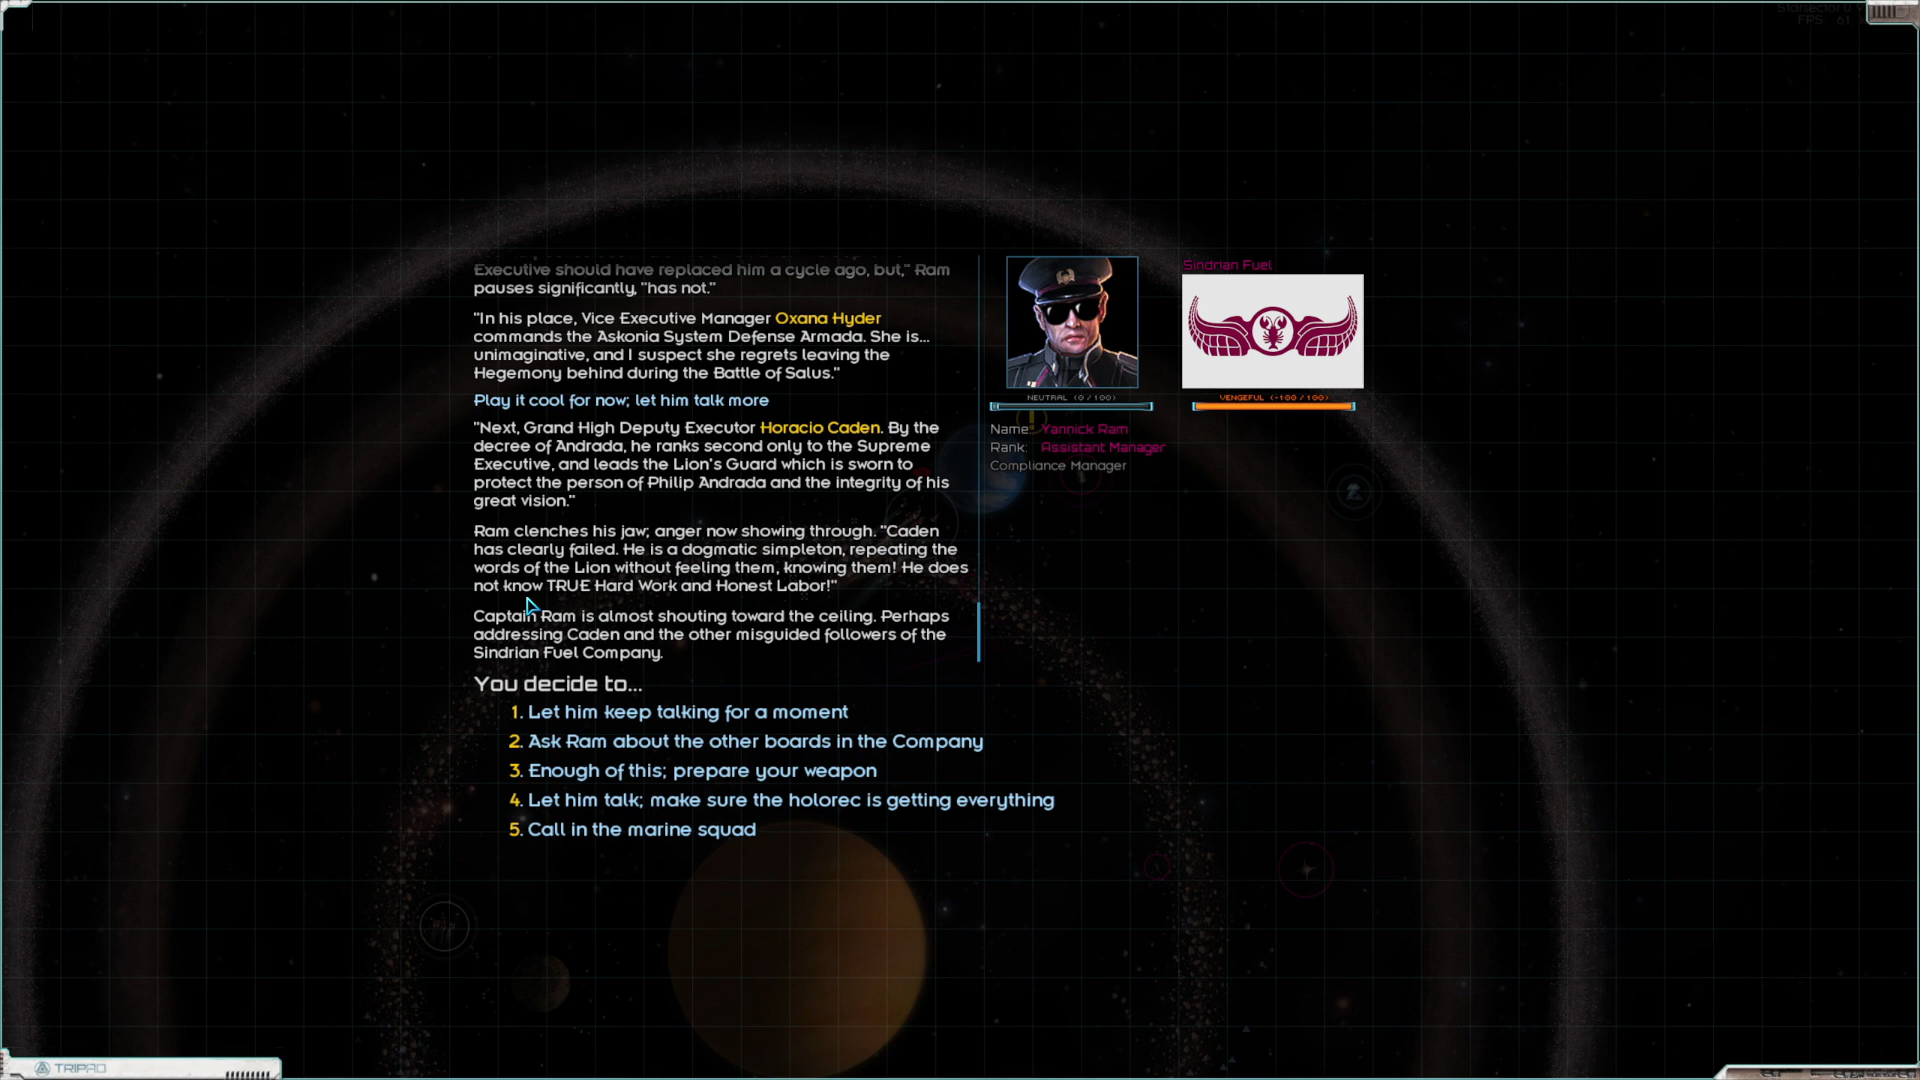 Starsector 0.
FPS: 61
Executive should have replaced him a cycle ago, but," Ram
pauses significantly, "has not."
"In his place, Vice Executive Manager Oxana Hyder
commands the Askonia System Defense Armada. She is...
unimaginative, and I suspect she regrets leaving the
Hegemony behind during the Battle of Salus."
Play it cool for now; let him talk more
"Next, Grand High Deputy Executor Horacio Caden. By the
decree of Andrada, he ranks second only to the Supreme
Executive, and leads the Lion's Guard which is sworn to
protect the person of Philip Andrada and the integrity of his
great vision."
Ram clenches his jaw; anger now showing through. "Caden
has clearly failed. He is a dogmatic simpleton, repeating the
words of the Lion without feeling them, knowing them! He does
not know TRUE Hard Work and Honest Labor!"
Captain Ram is almost shouting toward the ceiling. Perhaps
addressing Caden and the other misguided followers of the
Sindrian Fuel Company.
You decide to...
1. Let him keep talking for a moment
2. Ask Ram about the other boards in the Company
3. Enough of this; prepare your weapon
4. Let him talk; make sure the holorec is getting everything
5. Call in the marine squad
NEUTRAL (0 / 100)
Name: Yannick Ram
Rank: Assistant Manager
Compliance Manager
Sindrian Fuel
VENGEFUL (-100 / 100)
TRIPAD